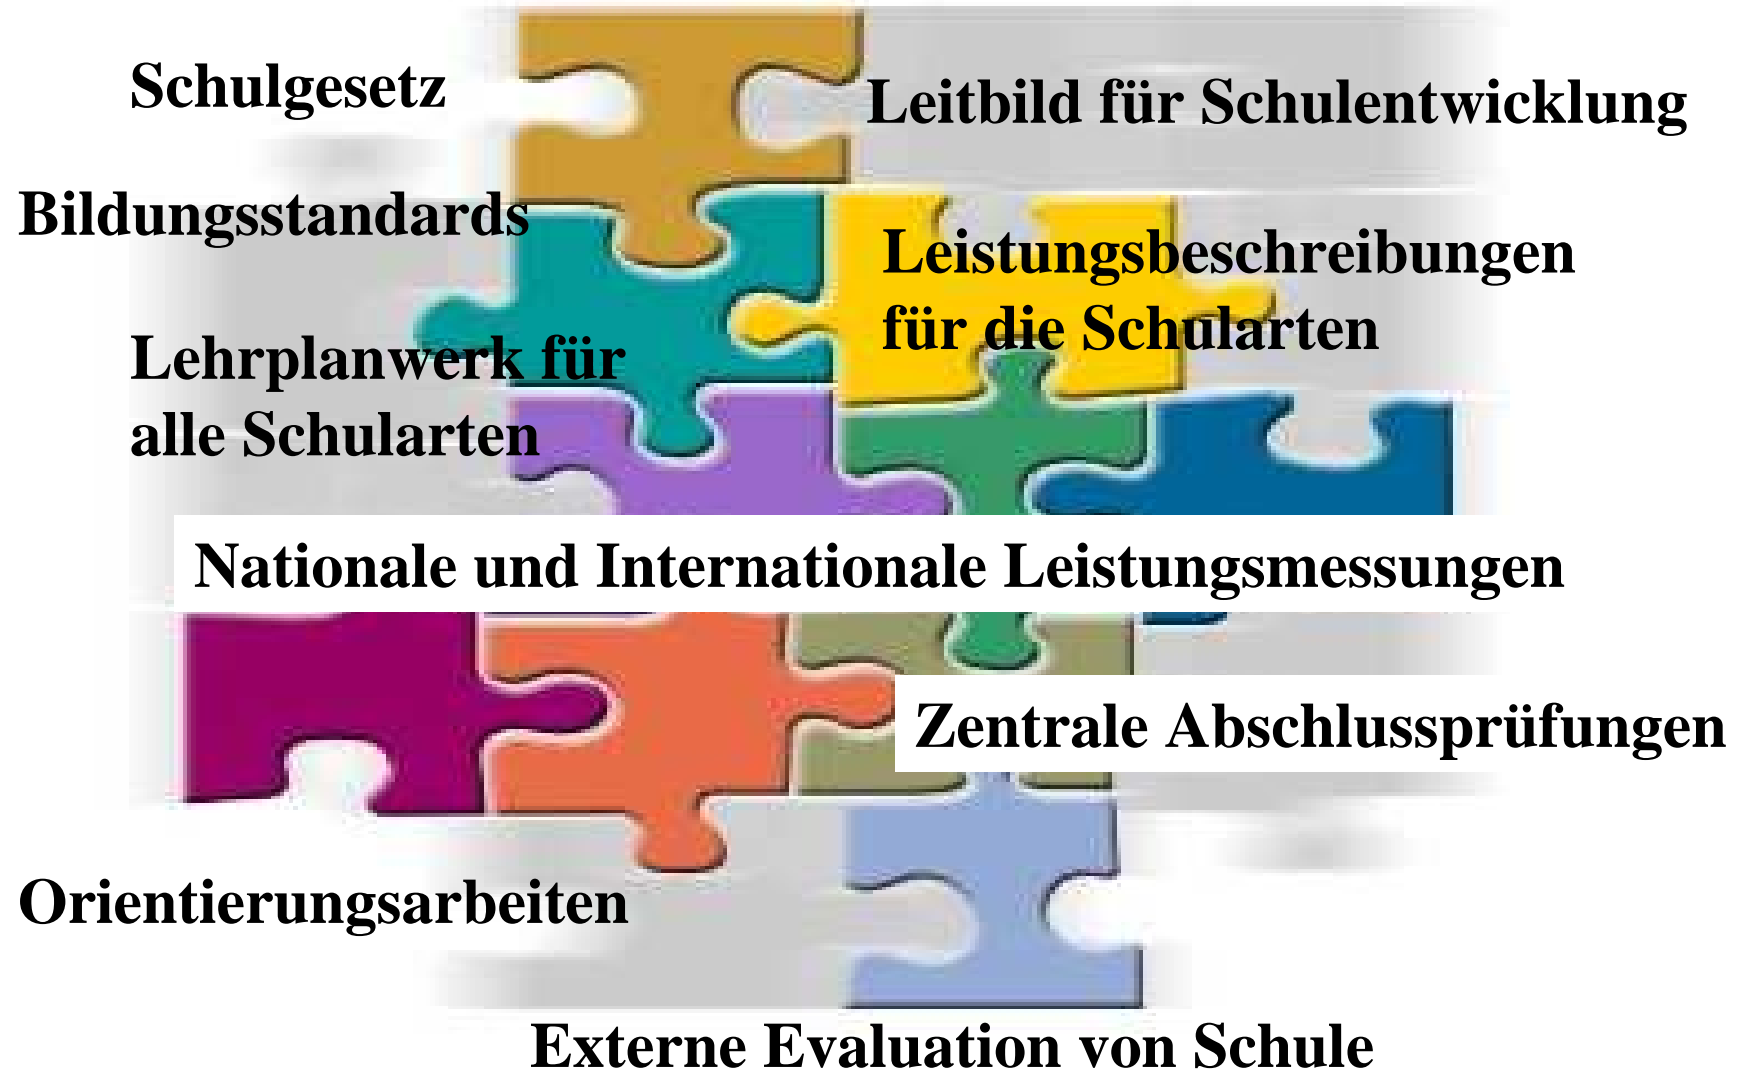 Schulgesetz
Leitbild für Schulentwicklung
Bildungsstandards
Leistungsbeschreibungen
für die Schularten
Lehrplanwerk für
alle Schularten
Nationale und Internationale Leistungsmessungen
Zentrale Abschlussprüfungen
Orientierungsarbeiten
Externe Evaluation von Schule